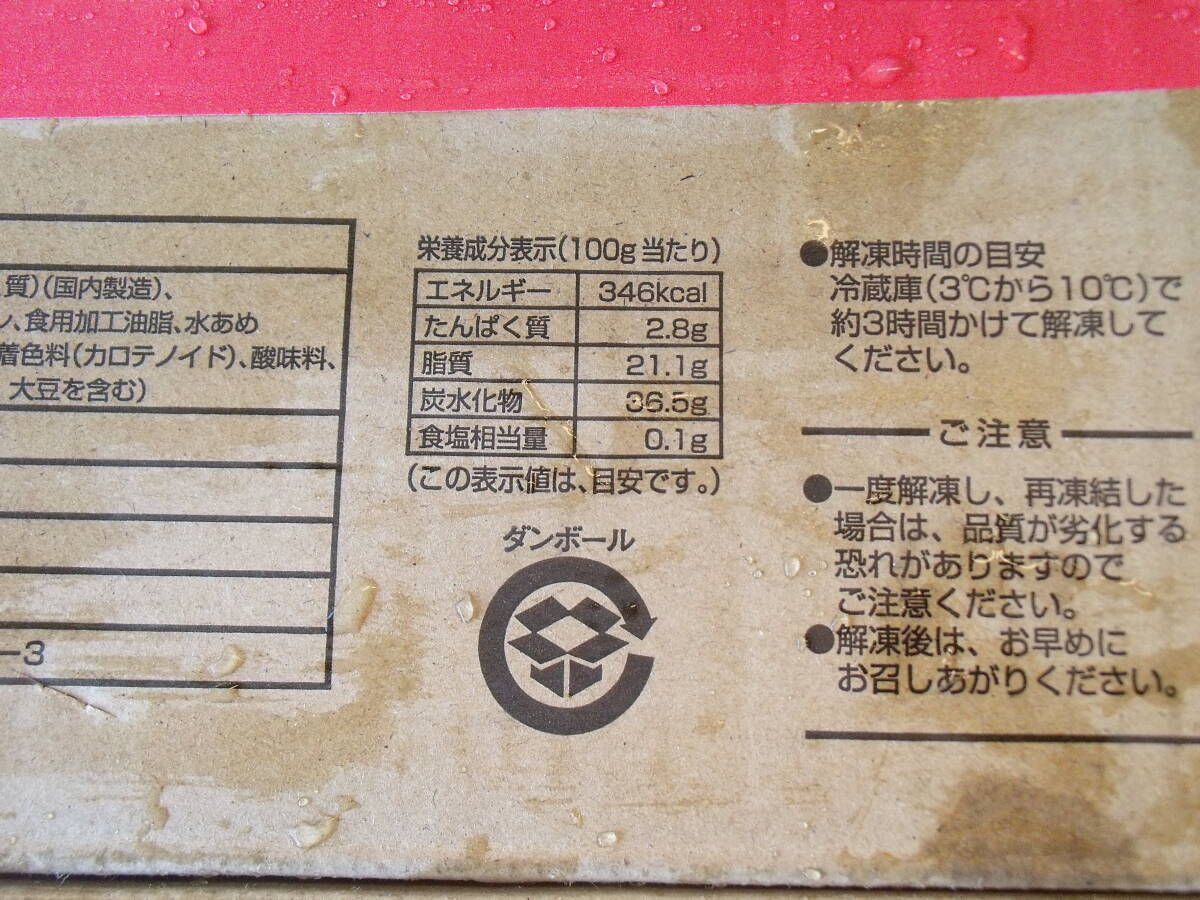 質)(国内製造)、
ン、食用加工油脂、水あめ
着色料(カロテノイド)、酸味料、
大豆を含む)
ー3
栄養成分表示(100g当たり)
エネルギー 346kcal
たんぱく質 2.8g
脂質 21.1g
炭水化物 36.5g
食塩相当量 0.1g
(この表示値は、目安です。)
ダンボール
●解凍時間の目安
冷蔵庫(3℃から10℃)で
約3時間かけて解凍して
ください。
ご注意
●一度解凍し、再凍結した
場合は、品質が劣化する
恐れがありますので
ご注意ください。
●解凍後は、お早めに
お召しあがりください。